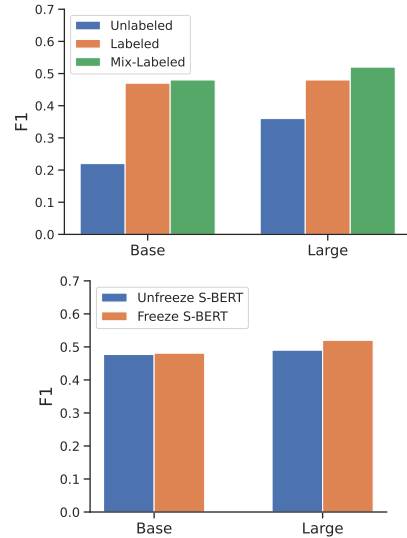 0.7
0.6
0.5
0.4
0.3
0.2
0.1
0.0
F1
Unlabeled
Labeled
Mix-Labeled
Base
Large
0.7
0.6
0.5
0.4
0.3
0.2
0.1
0.0
F1
Unfreeze S-BERT
Freeze S-BERT
Base
Large